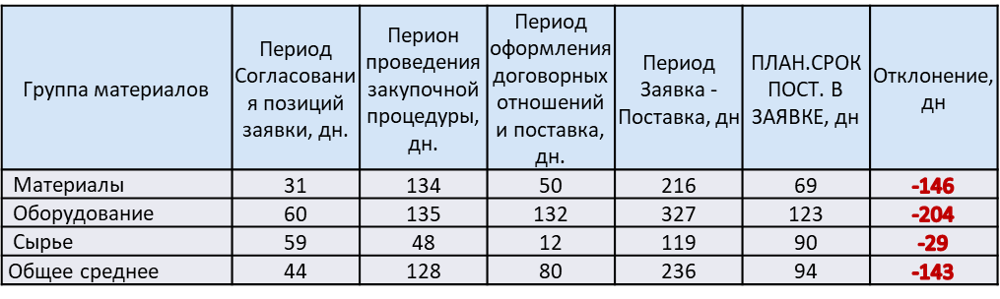 Группа материалов
Период
Согласовани
я позиций
заявки, дн.
Перион
проведения
закупочной
процедуры,
дн.
Период
оформления
договорных
отношений
и поставка,
дн.
Период
Заявка -
Поставка, дн
ПЛАН.СРОК
ПОСТ. В
ЗАЯВКЕ, дн
Отклонение,
дн
Материалы 31 134 50 216 69 -146
Оборудование 60 135 132 327 123 -204
Сырье 59 48 12 119 90 -29
Общее среднее 44 128 80 236 94 -143